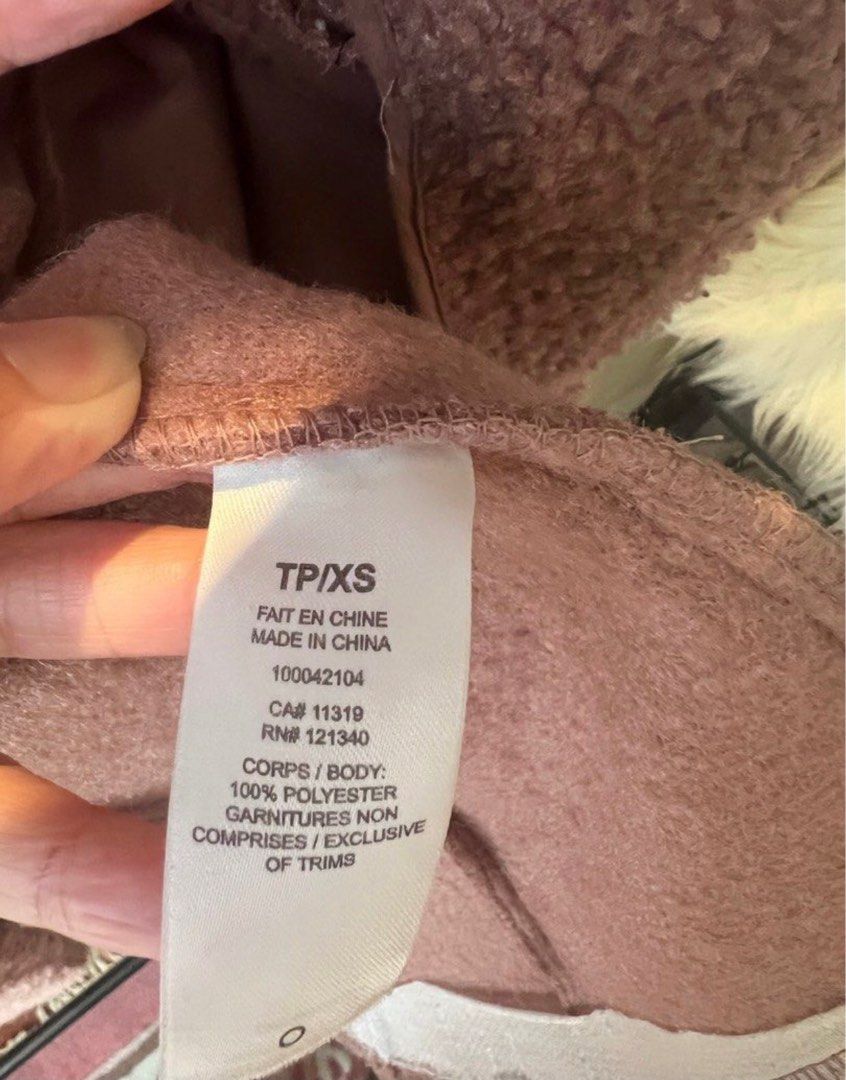 TP/XS
FAIT EN CHINE
MADE IN CHINA
100042104
CA# 11319
RN# 121340
CORPS / BODY:
100% POLYESTER
GARNITURES NON
COMPRISES / EXCLUSIVE
OF TRIMS
O